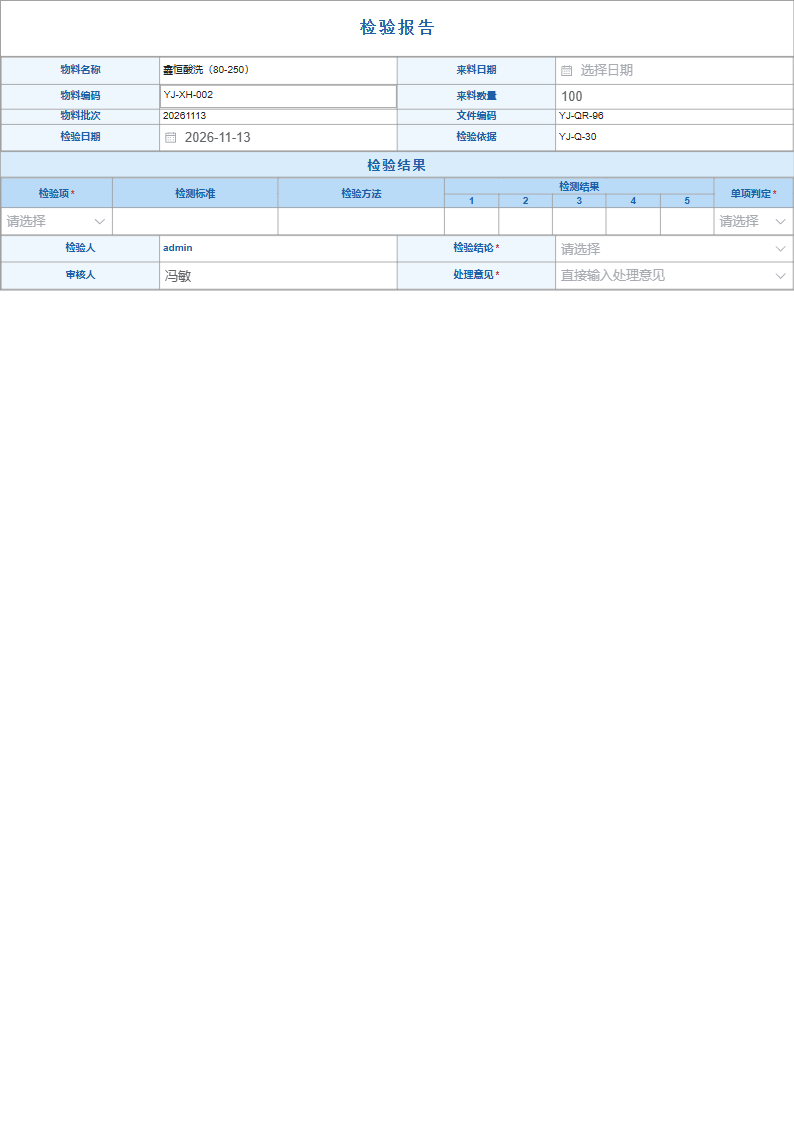 检验报告
物料名称 鑫恒酸洗（80-250） 来料日期 选择日期
物料编码 YJ-XH-002 来料数量 100
物料批次 20261113 文件编码 YJ-QR-96
检验日期 2026-11-13 检验依据 YJ-Q-30
检验结果
检验项* 检测标准 检验方法 检测结果 单项判定*
1 2 3 4 5
请选择 请选择
检验人 admin 检验结论* 请选择
审核人 冯敏 处理意见* 直接输入处理意见